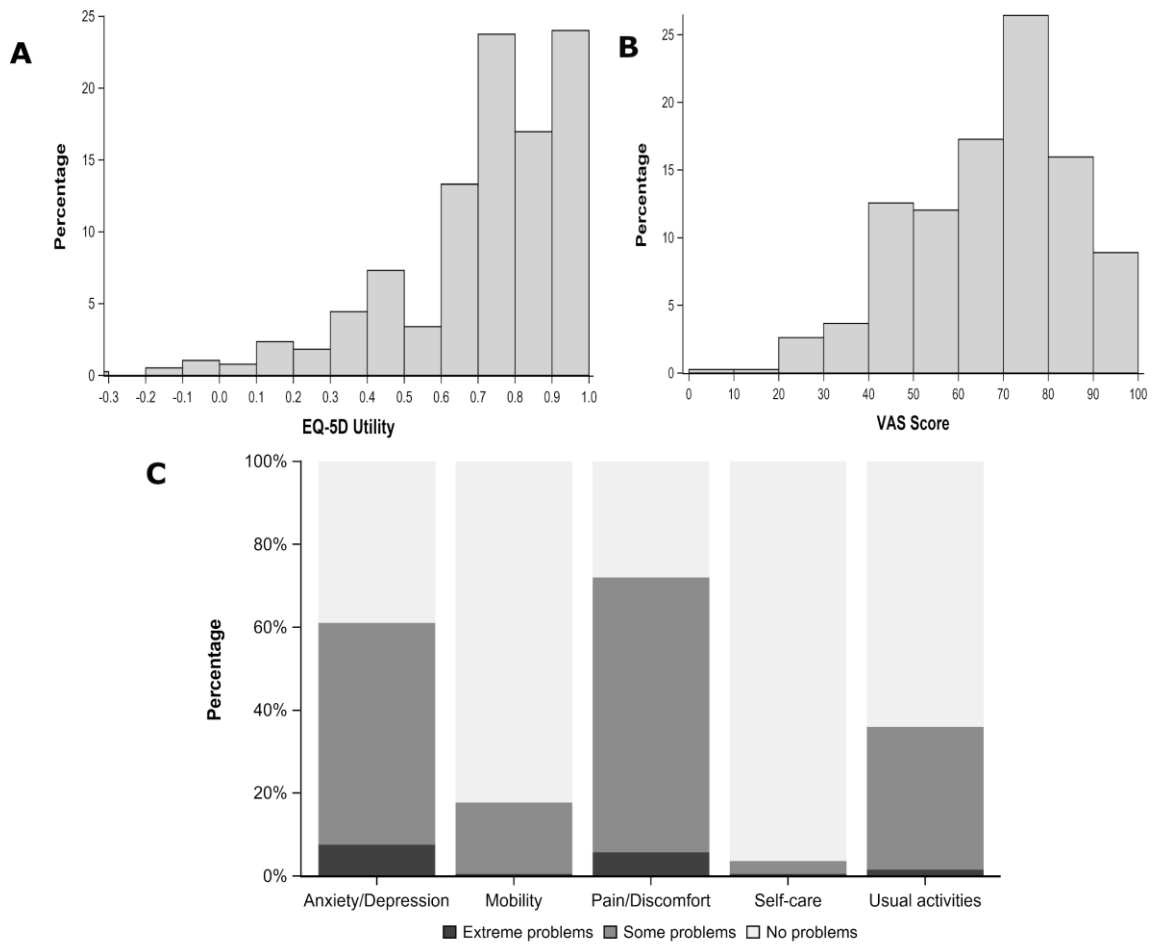 A
Percentage
25
20
15
10
5
0
-0.3 -0.2 -0.1 0.0 0.1 0.2 0.3 0.4 0.5 0.6 0.7 0.8 0.9 1.0
EQ-5D Utility
B
Percentage
25
20
15
10
5
0
0 10 20 30 40 50 60 70 80 90 100
VAS Score
C
Percentage
100%
80%
60%
40%
20%
0%
Anxiety/Depression Mobility Pain/Discomfort Self-care Usual activities
Extreme problems Some problems No problems